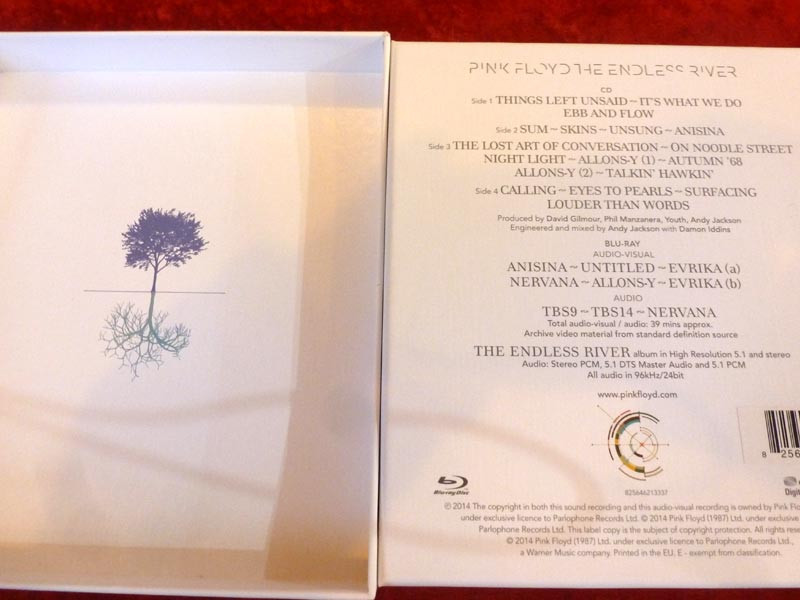 PINK FLOYD THE ENDLESS RIVER
CD
Side 1 THINGS LEFT UNSAID ~ IT'S WHAT WE DO
EBB AND FLOW
Side 2 SUM ~ SKINS ~ UNSUNG ~ ANISINA
Side 3 THE LOST ART OF CONVERSATION ~ ON NOODLE STREET
NIGHT LIGHT ~ ALLONS-Y (1) ~ AUTUMN '68
ALLONS-Y (2) ~ TALKIN' HAWKIN'
Side 4 CALLING ~ EYES TO PEARLS ~ SURFACING
LOUDER THAN WORDS
Produced by David Gilmour, Phil Manzanera, Youth, Andy Jackson
Engineered and mixed by Andy Jackson with Damon Iddins
BLU-RAY
AUDIO-VISUAL
ANISINA ~ UNTITLED ~ EVRIKA (a)
NERVANA ~ ALLONS-Y ~ EVRIKA (b)
AUDIO
TBS9 ~ TBS14 ~ NERVANA
Total audio-visual / audio: 39 mins approx.
Archive video material from standard definition source
THE ENDLESS RIVER album in High Resolution 5.1 and stereo
Audio: Stereo PCM, 5.1 DTS Master Audio and 5.1 PCM
All audio in 96kHz/24bit
www.pinkfloyd.com
8 256
Blu-ray Disc
825646213337
Digi
℗ 2014 The copyright in both this sound recording and this audio-visual recording is owned by Pink Flo
under exclusive licence to Parlophone Records Ltd. © 2014 Pink Floyd (1987) Ltd. under exclusive
Parlophone Records Ltd. This label copy is the subject of copyright protection. All rights rese
© 2014 Pink Floyd (1987) Ltd. under exclusive licence to Parlophone Records Ltd.,
a Warner Music company. Printed in the EU. E - exempt from classification.